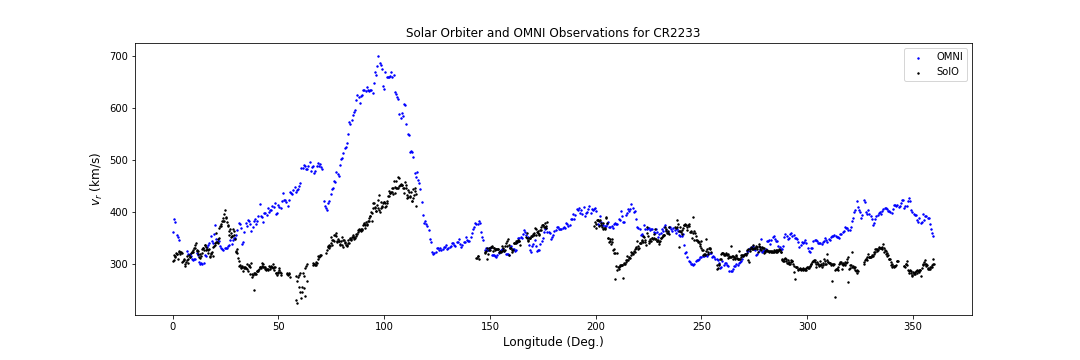 Solar Orbiter and OMNI Observations for CR2233
OMNI
SolO
700
600
500
400
300
v_r (km/s)
0 50 100 150 200 250 300 350
Longitude (Deg.)